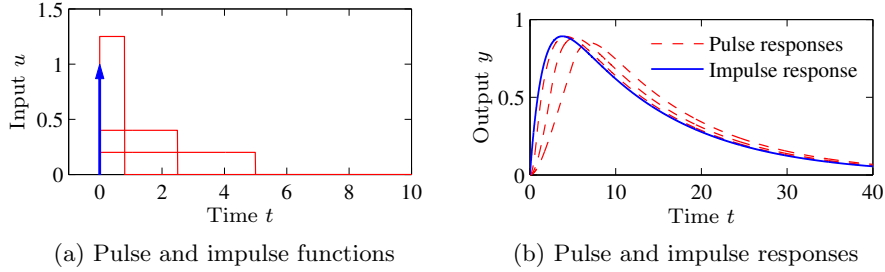 1.5
1
0.5
0
Input u
0 2 4 6 8 10
Time t
(a) Pulse and impulse functions
1
0.5
0
Output y
Pulse responses
Impulse response
0 10 20 30 40
Time t
(b) Pulse and impulse responses